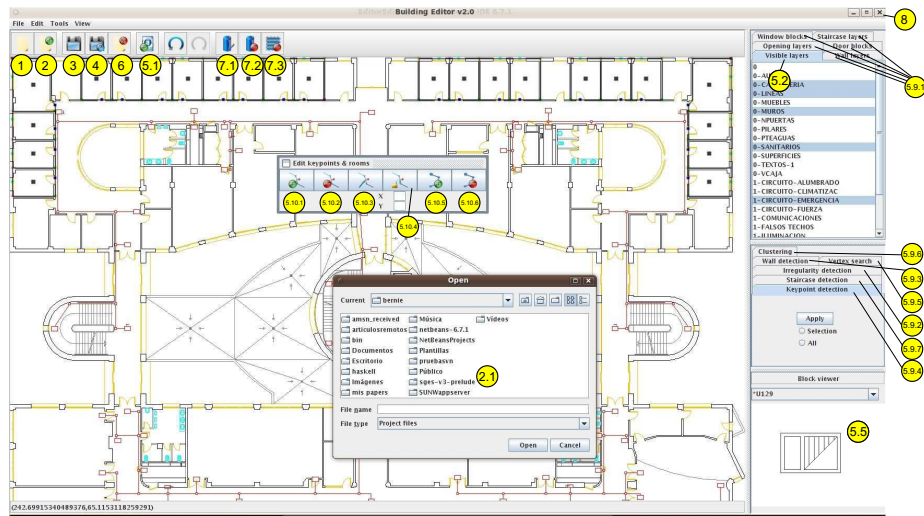 Building Editor v2.0
8
File Edit Tools View
1 2 3 4 6 5.1 7.1 7.2 7.3
Window blocks Staircase layers
Opening layers Door blocks
Visible layers Wall layers
5.2
5.9.1
0
0-LINEAS
0-MUEBLES
0-MUROS
0-NPUERTAS
0-PILARES
0-PTEAGUAS
0-SANITARIOS
0-SUPERFICIES
0-TEXTOS-1
0-VCAJA
1-CIRCUITO-ALUMBRADO
1-CIRCUITO-CLIMATIZAC
1-CIRCUITO-EMERGENCIA
1-CIRCUITO-FUERZA
1-COMUNICACIONES
1-FALSOS TECHOS
1-ILUMINACION
Edit keypoints & rooms
X
Y
5.10.1 5.10.2 5.10.3 5.10.4 5.10.5 5.10.6
Clustering
Wall detection Vertex search
Irregularity detection
Staircase detection
Keypoint detection
5.9.6
5.9.3
5.9.5
5.9.2
5.9.7
5.9.4
Apply
Selection
All
Open
Current bernie
amsn_received Música Vídeos
articulosremotos netbeans-6.7.1
bin NetBeansProjects
Documentos Plantillas
Escritorio pruebasvn
haskell Público
Imágenes sges-v3-prelude
mis papers SUNWappserver
2.1
File name
File type Project files
Open Cancel
Block viewer
*U129
5.5
(242.69915340489376,65.1153118259291)